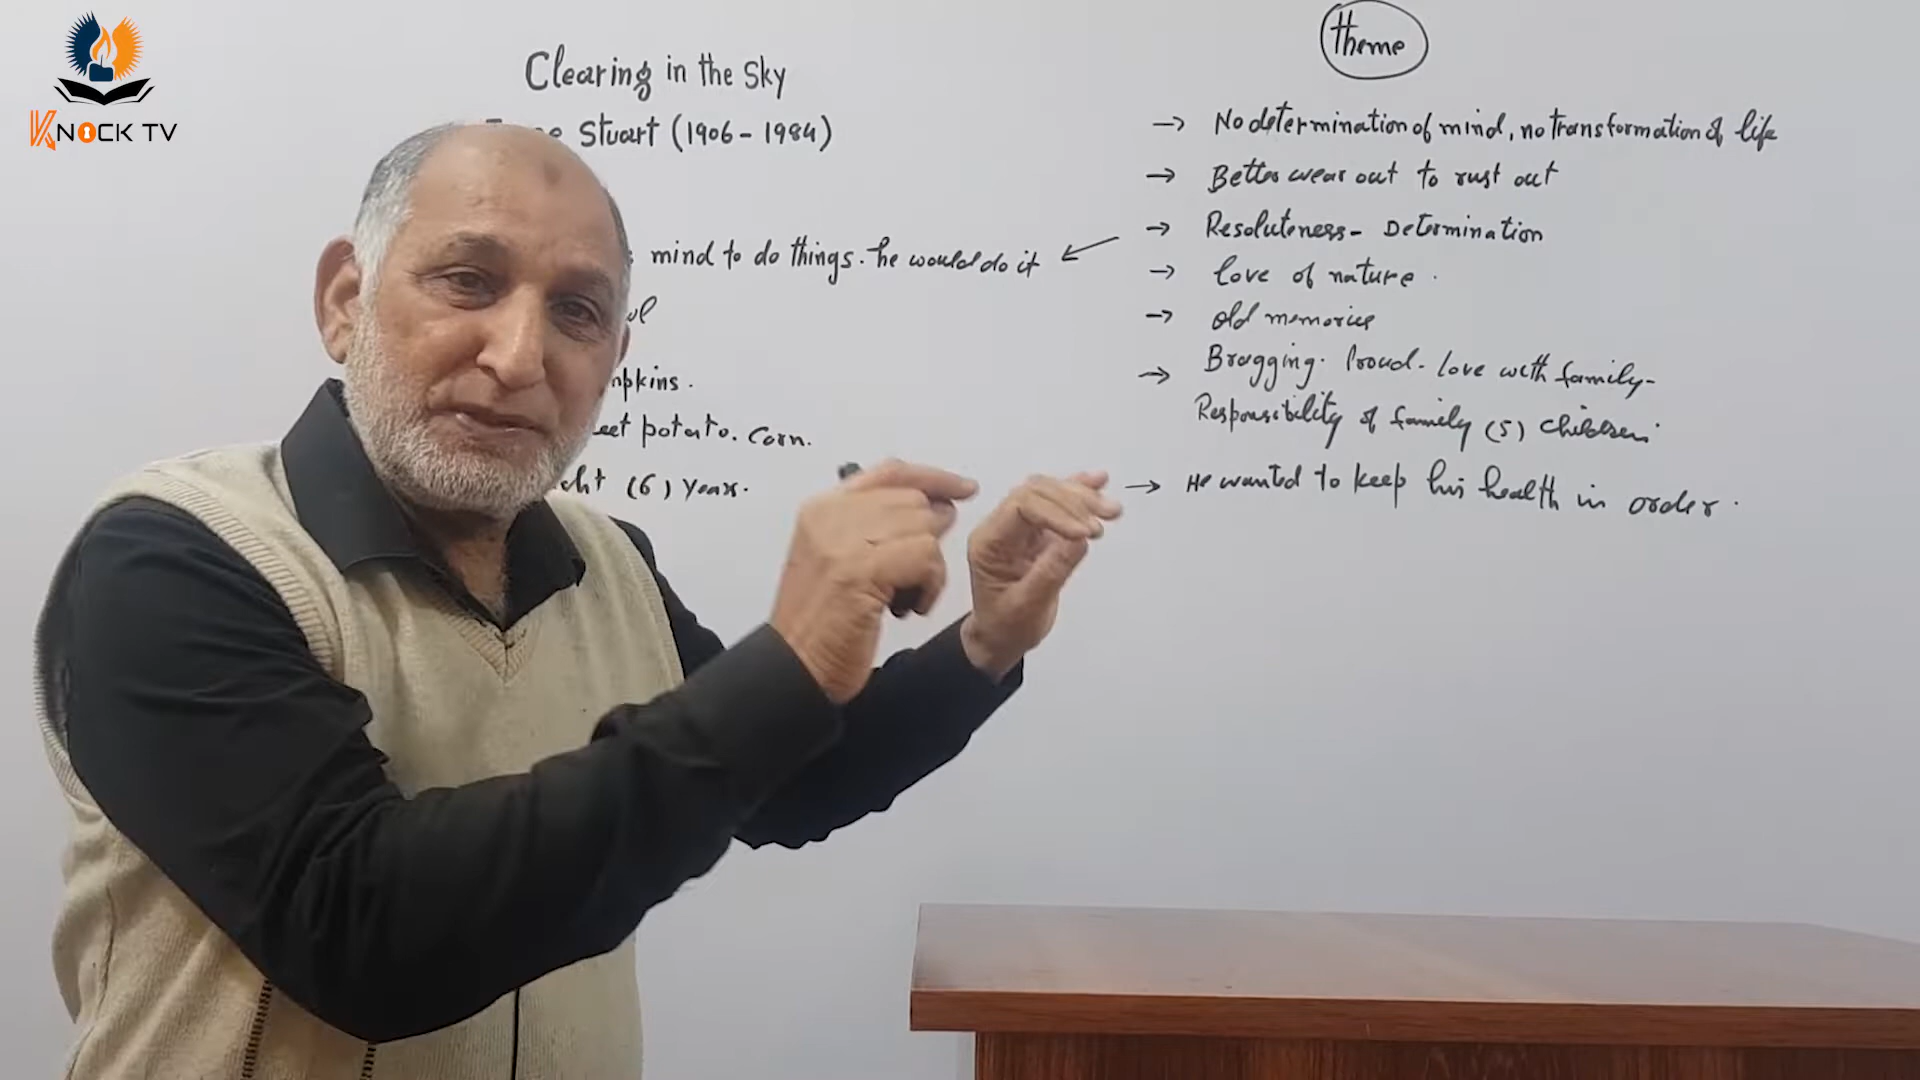 KNOCK TV
Clearing in the Sky
Stuart (1906 - 1984)
mind to do things. he would do it
potato. Corn.
(6) Years.
Theme
→ No determination of mind, no transformation of life
→ Better wear out to rust out
→ Resoluteness - Determination
→ love of nature.
→ old memories
→ Bragging. Proud. Love with family -
Responsibility of family (5) children.
→ He wanted to keep his health in order.